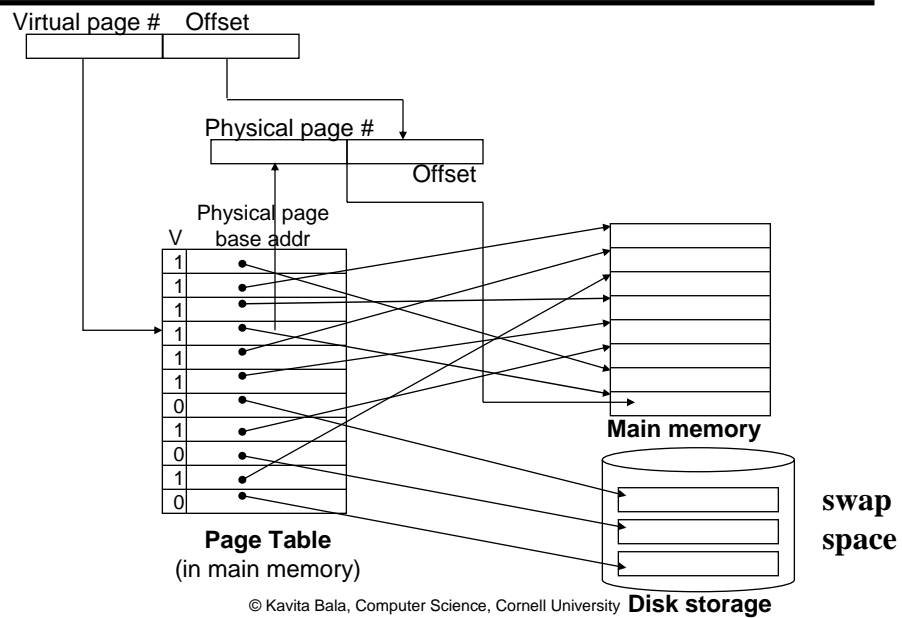 Virtual page # Offset
Physical page #
Offset
Physical page
V base addr
1
1
1
1
1
1
0
1
0
1
0
Main memory
swap
space
Page Table
(in main memory)
© Kavita Bala, Computer Science, Cornell University Disk storage